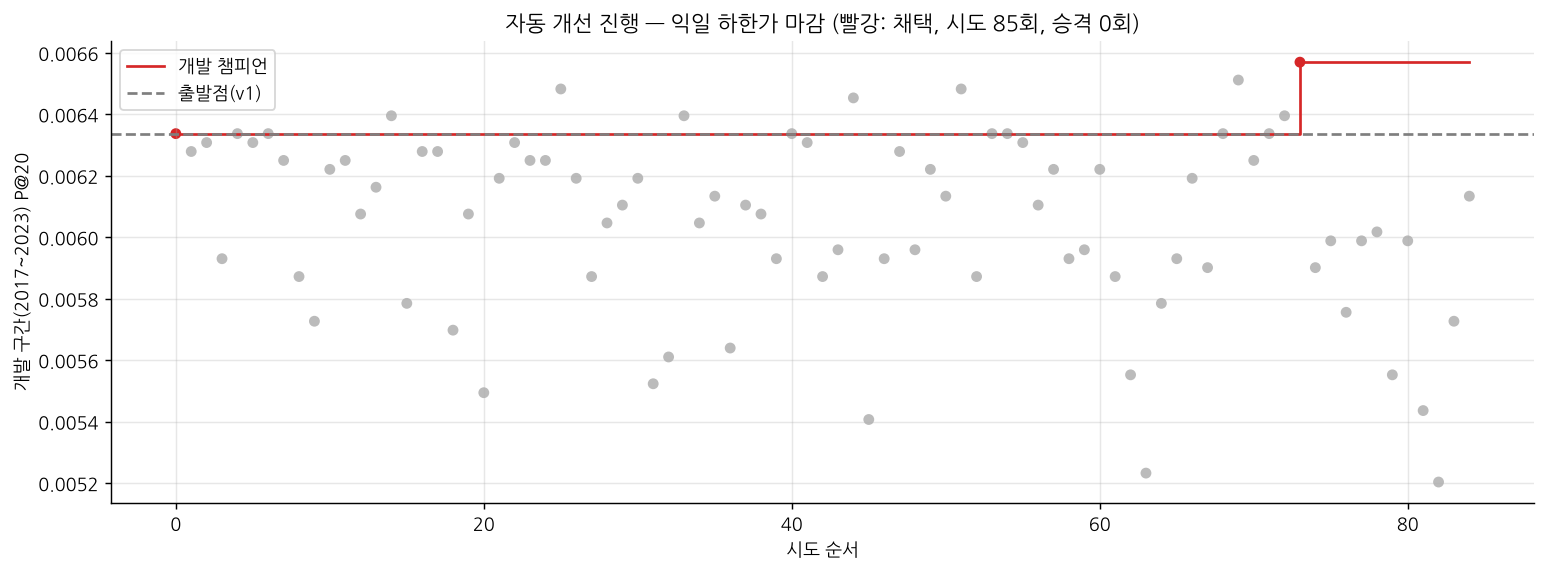 자동 개선 진행 — 익일 하한가 마감 (빨강: 채택, 시도 85회, 승격 0회)
개발 챔피언
출발점(v1)
개발 구간(2017~2023) P@20
0.0066
0.0064
0.0062
0.0060
0.0058
0.0056
0.0054
0.0052
0
20
40
60
80
시도 순서